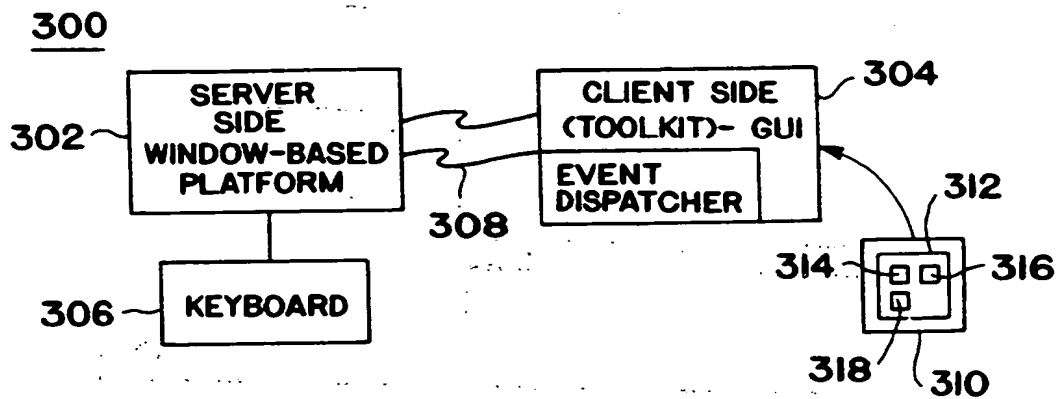 300
302
SERVER
SIDE
WINDOW-BASED
PLATFORM
304
CLIENT SIDE
(TOOLKIT)- GUI
EVENT
DISPATCHER
308
306
KEYBOARD
312
314
316
318
310